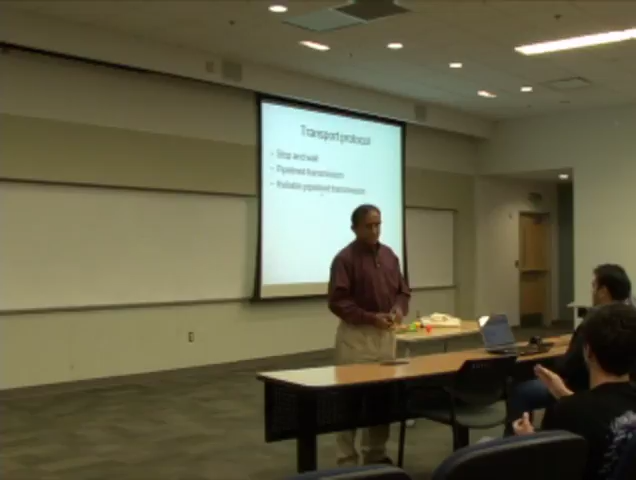 Transport protocol
- Stop and wait
- Pipelined transmission
- Reliable pipelined transmission